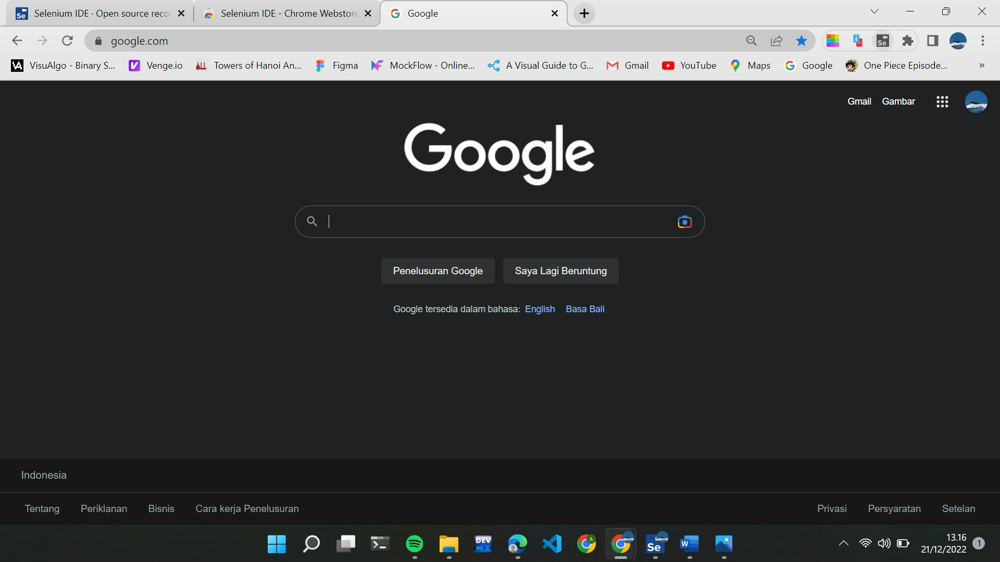 Selenium IDE · Open source reco
Selenium IDE - Chrome Webstore
Google
google.com
VisuAlgo - Binary S...
Venge.io
Towers of Hanoi An...
Figma
MockFlow - Online...
A Visual Guide to G...
Gmail
YouTube
Maps
Google
One Piece Episode...
»
Gmail
Gambar
Google
Penelusuran Google
Saya Lagi Beruntung
Google tersedia dalam bahasa: English Basa Bali
Indonesia
Tentang
Periklanan
Bisnis
Cara kerja Penelusuran
Privasi
Persyaratan
Setelan
DEV
C++
A
Se
W
13.16
21/12/2022
1